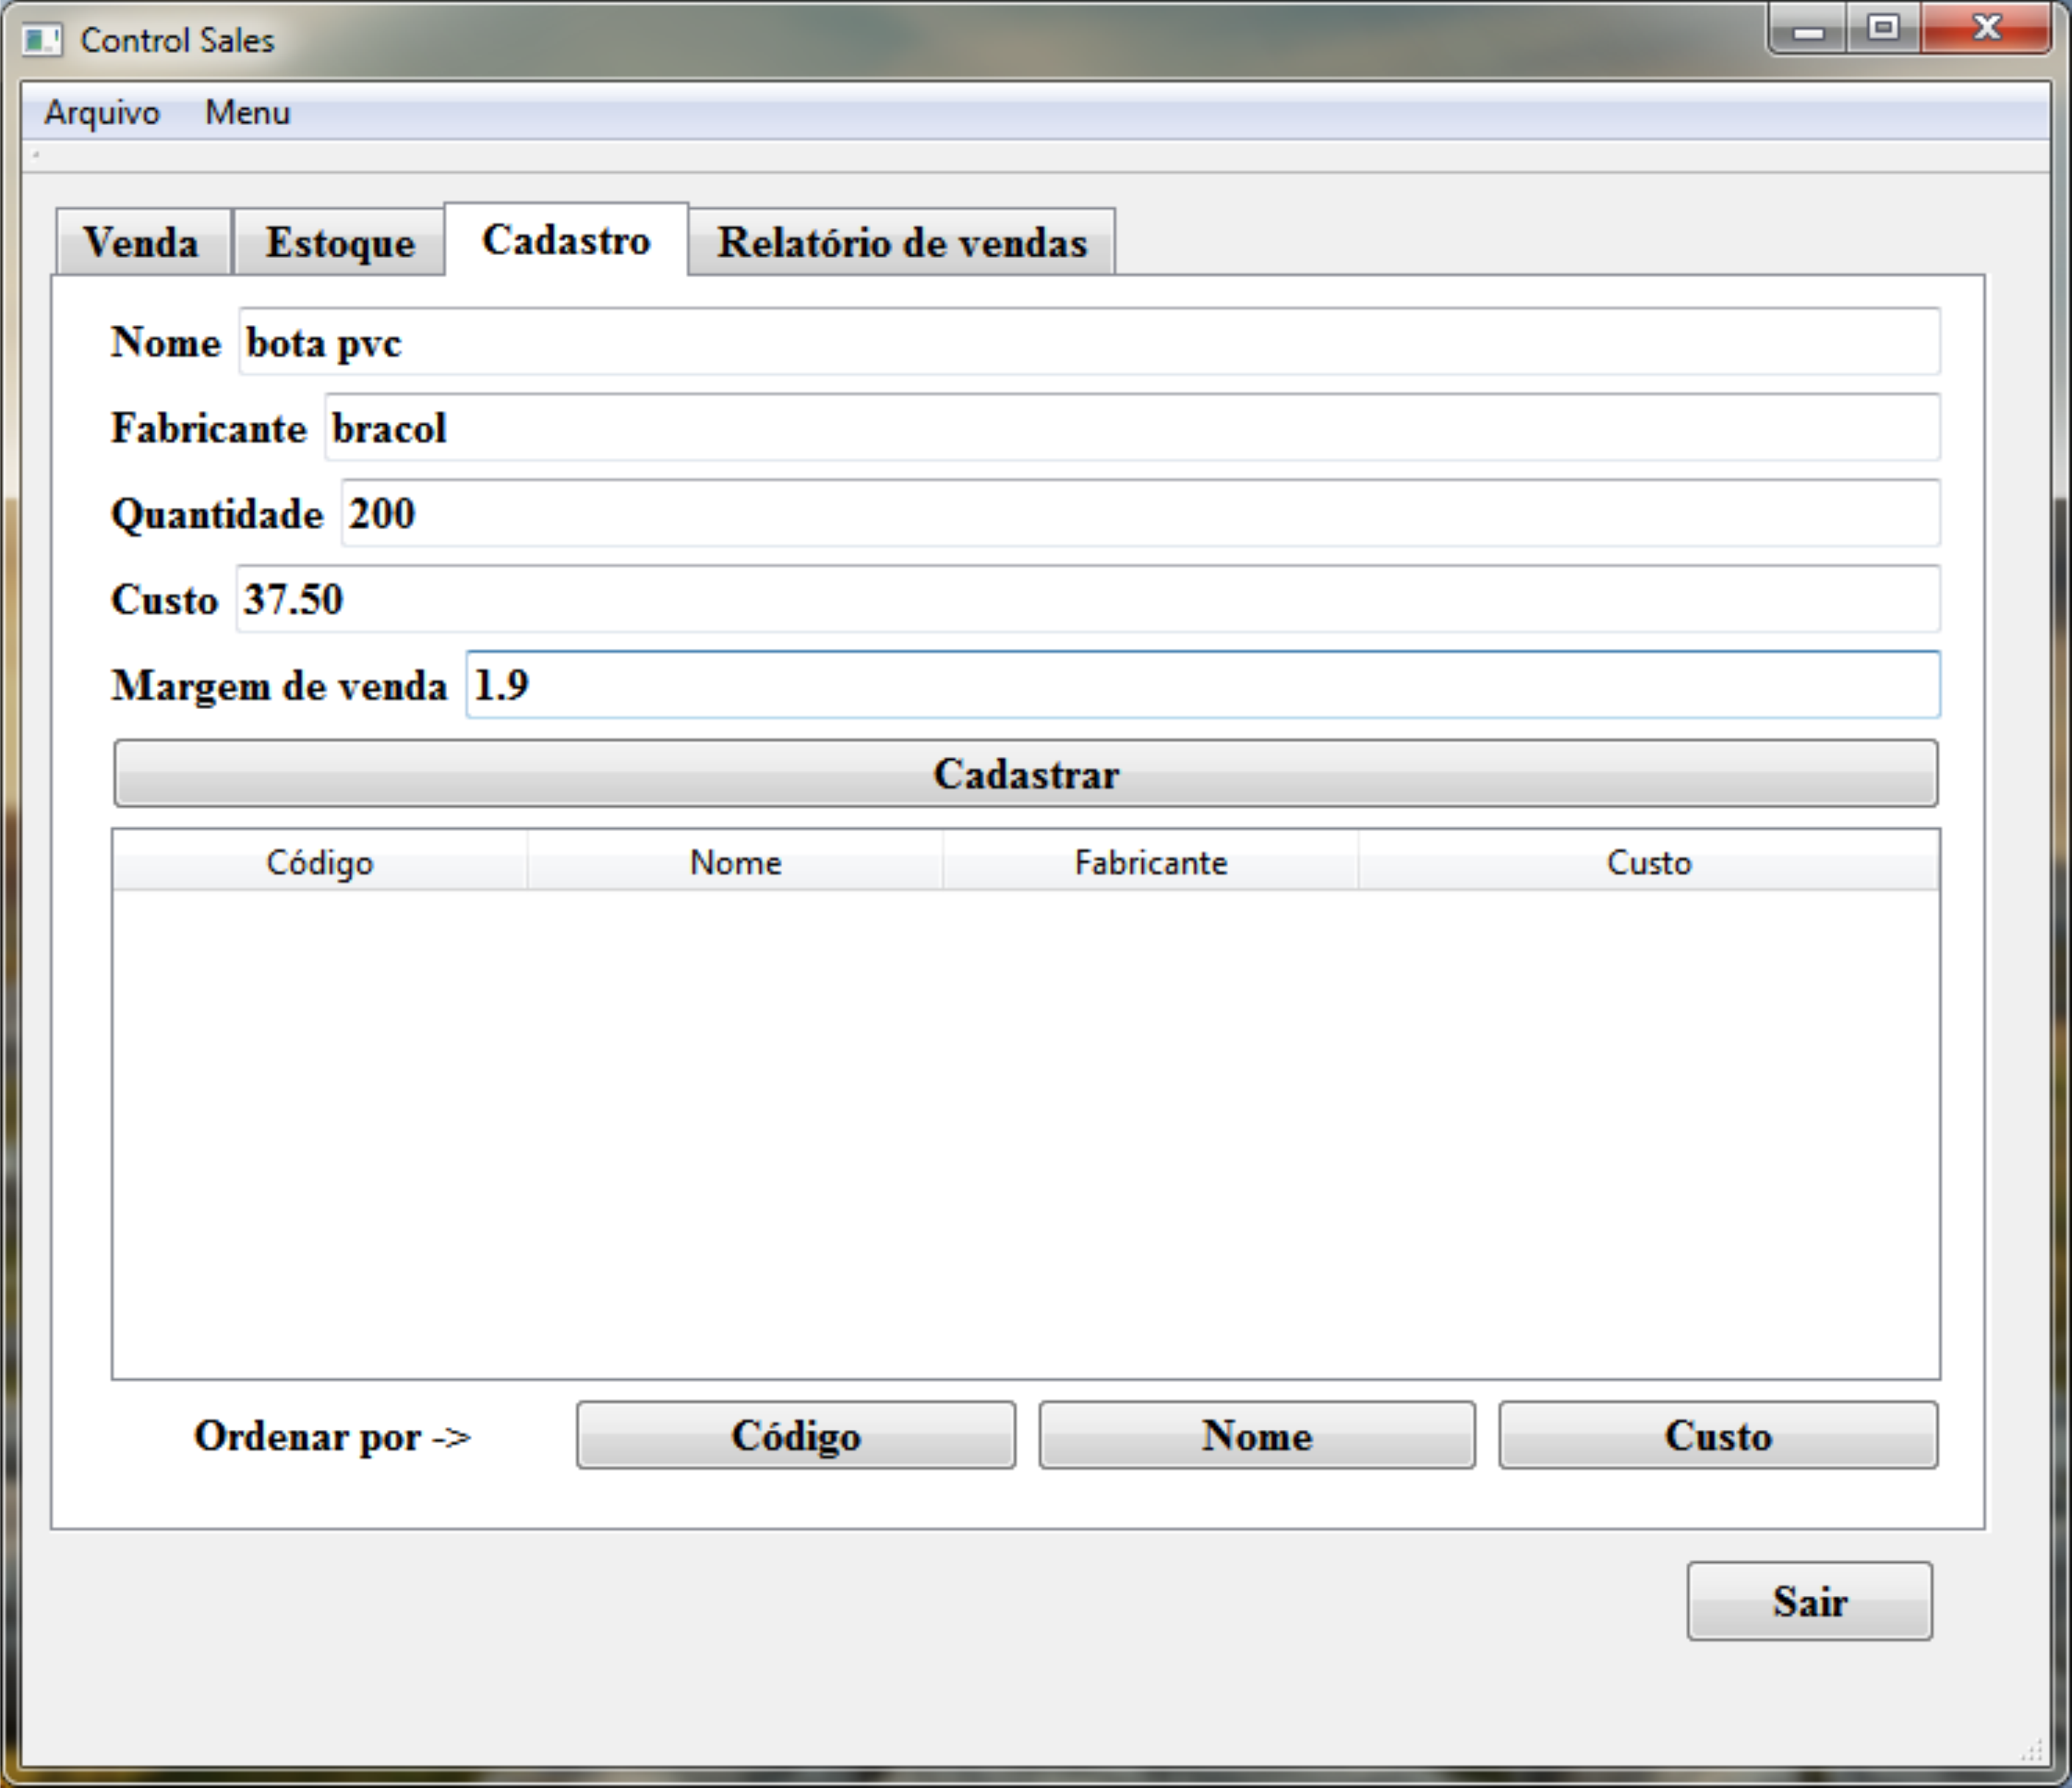 Control Sales
Arquivo Menu
Venda Estoque Cadastro Relatório de vendas
Nome bota pvc
Fabricante bracol
Quantidade 200
Custo 37.50
Margem de venda 1.9
Cadastrar
Código Nome Fabricante Custo
Ordenar por -> Código Nome Custo
Sair